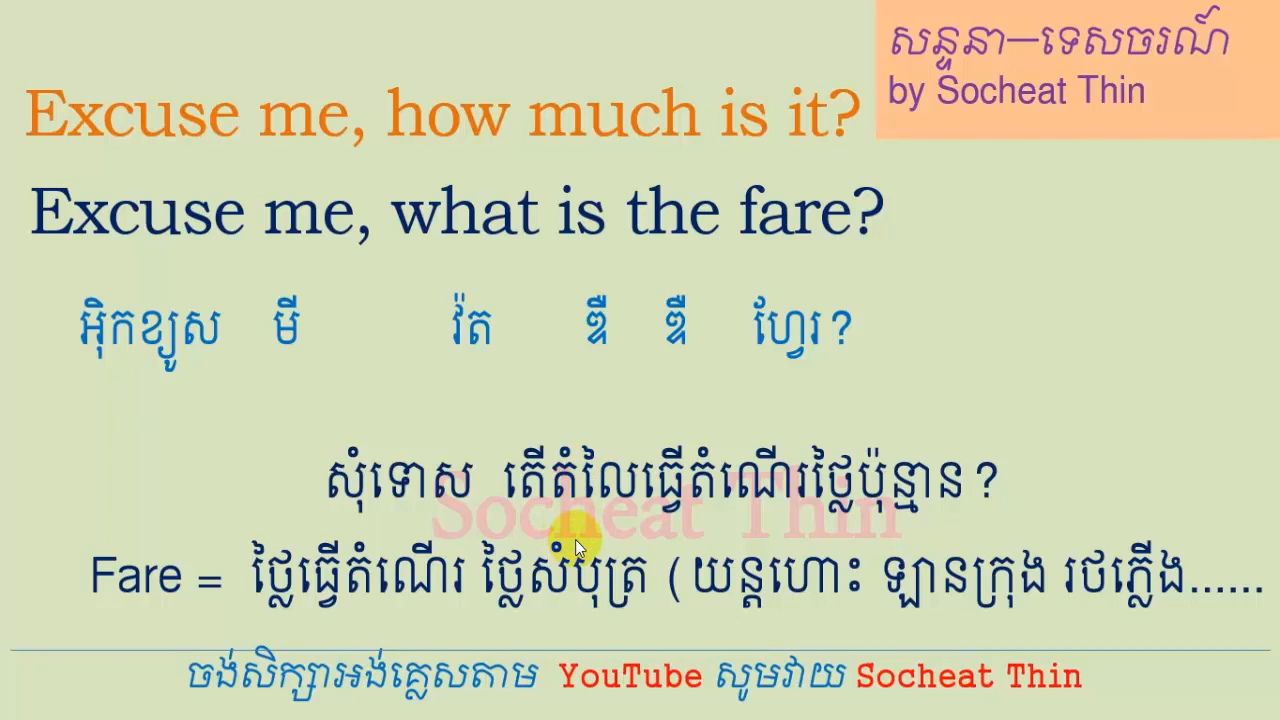 សន្ទនា–ទេសចរណ៍
by Socheat Thin
Excuse me, how much is it?
Excuse me, what is the fare?
អ៊ិកខ្យូស មី វ៉ត ឌឺ ឌឺ ហ្វែរ?
សុំទោស តើតំលៃធ្វើតំណើរថ្លៃប៉ុន្មាន?
Socheat Thin
Fare = ថ្លៃធ្វើតំណើរ ថ្លៃសំបុត្រ (យន្តហោះ ឡានក្រុង រថភ្លើង......
ចង់សិក្សាអង់គ្លេសតាម YouTube សូមវាយ Socheat Thin